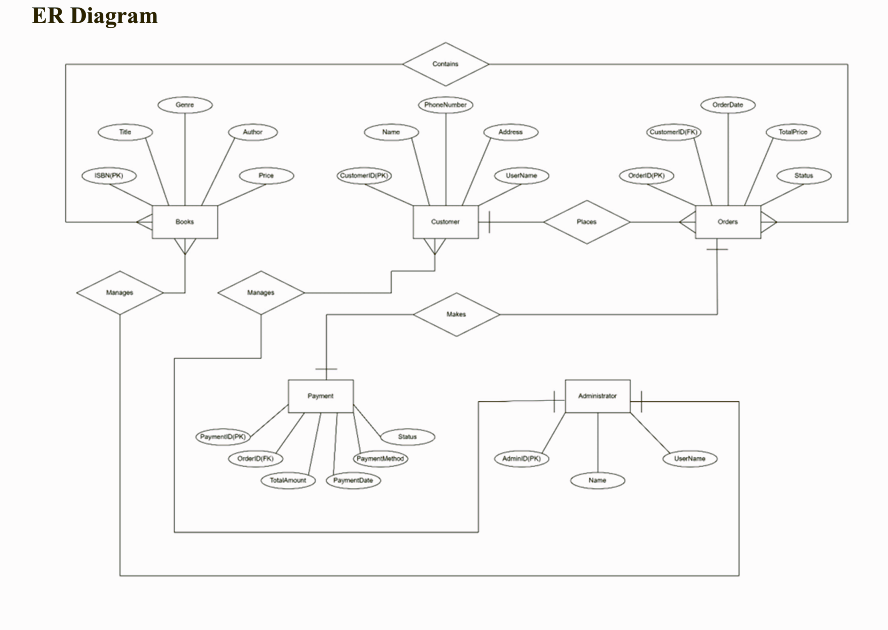 ER Diagram
Contains
Genre
PhoneNumber
OrderDate
Title
Author
Name
Address
CustomerID(FK)
TotalPrice
ISBN(PK)
Price
CustomerID(PK)
UserName
OrderID(PK)
Status
Books
Customer
Places
Orders
Manages
Manages
Makes
Payment
Administrator
PaymentID(PK)
Status
OrderID(FK)
PaymentMethod
AdminID(PK)
UserName
TotalAmount
PaymentDate
Name